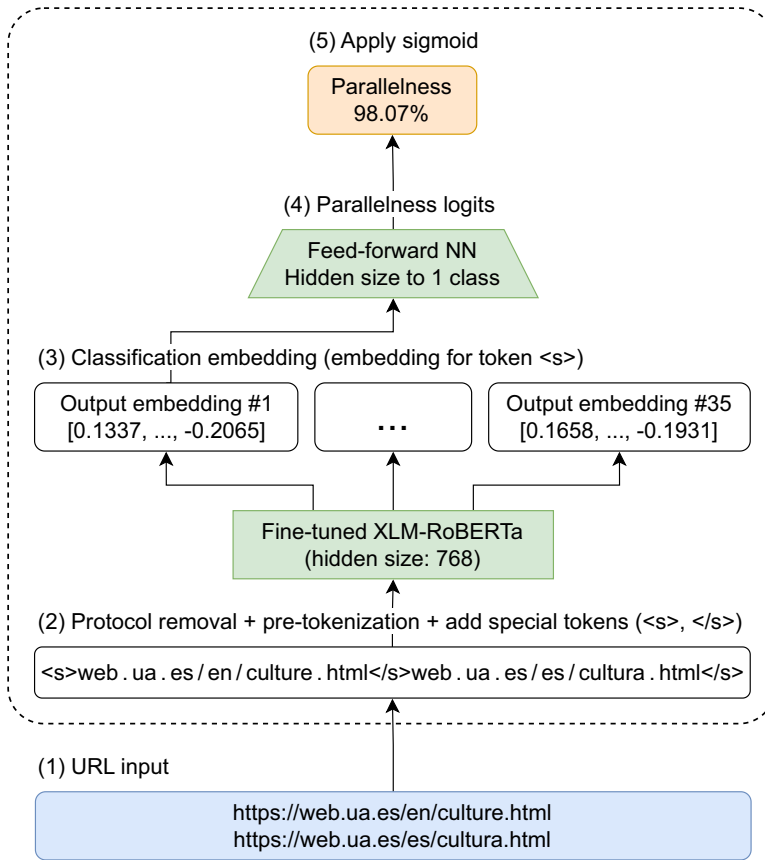 (5) Apply sigmoid
Parallelness
98.07%
(4) Parallelness logits
Feed-forward NN
Hidden size to 1 class
(3) Classification embedding (embedding for token <s>)
Output embedding #1
[0.1337, ..., -0.2065]
...
Output embedding #35
[0.1658, ..., -0.1931]
Fine-tuned XLM-RoBERTa
(hidden size: 768)
(2) Protocol removal + pre-tokenization + add special tokens (<s>, </s>)
<s>web . ua . es / en / culture . html</s>web . ua . es / es / cultura . html</s>
(1) URL input
https://web.ua.es/en/culture.html
https://web.ua.es/es/cultura.html